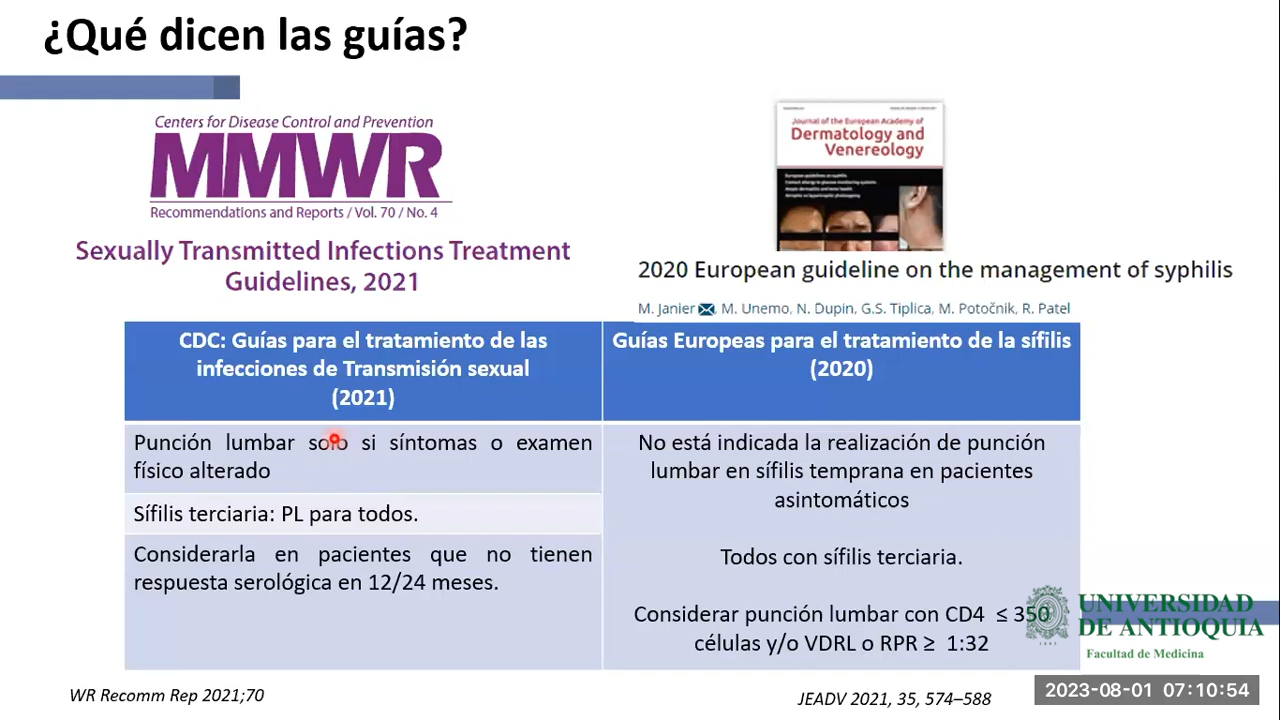 ¿Qué dicen las guías?
Centers for Disease Control and Prevention
MMWR
Recommendations and Reports / Vol. 70 / No. 4
Sexually Transmitted Infections Treatment
Guidelines, 2021
Journal of the European Academy of
Dermatology and
Venereology
2020 European guideline on the management of syphilis
M. Janier, M. Unemo, N. Dupin, G.S. Tiplica, M. Potočnik, R. Patel
CDC: Guías para el tratamiento de las
infecciones de Transmisión sexual
(2021)
Guías Europeas para el tratamiento de la sífilis
(2020)
Punción lumbar solo si síntomas o examen
físico alterado
Sífilis terciaria: PL para todos.
Considerarla en pacientes que no tienen
respuesta serológica en 12/24 meses.
No está indicada la realización de punción
lumbar en sífilis temprana en pacientes
asintomáticos
Todos con sífilis terciaria.
Considerar punción lumbar con CD4 ≤ 350
células y/o VDRL o RPR ≥ 1:32
UNIVERSIDAD
DE ANTIOQUIA
Facultad de Medicina
WR Recomm Rep 2021;70
JEADV 2021, 35, 574–588
2023-08-01 07:10:54